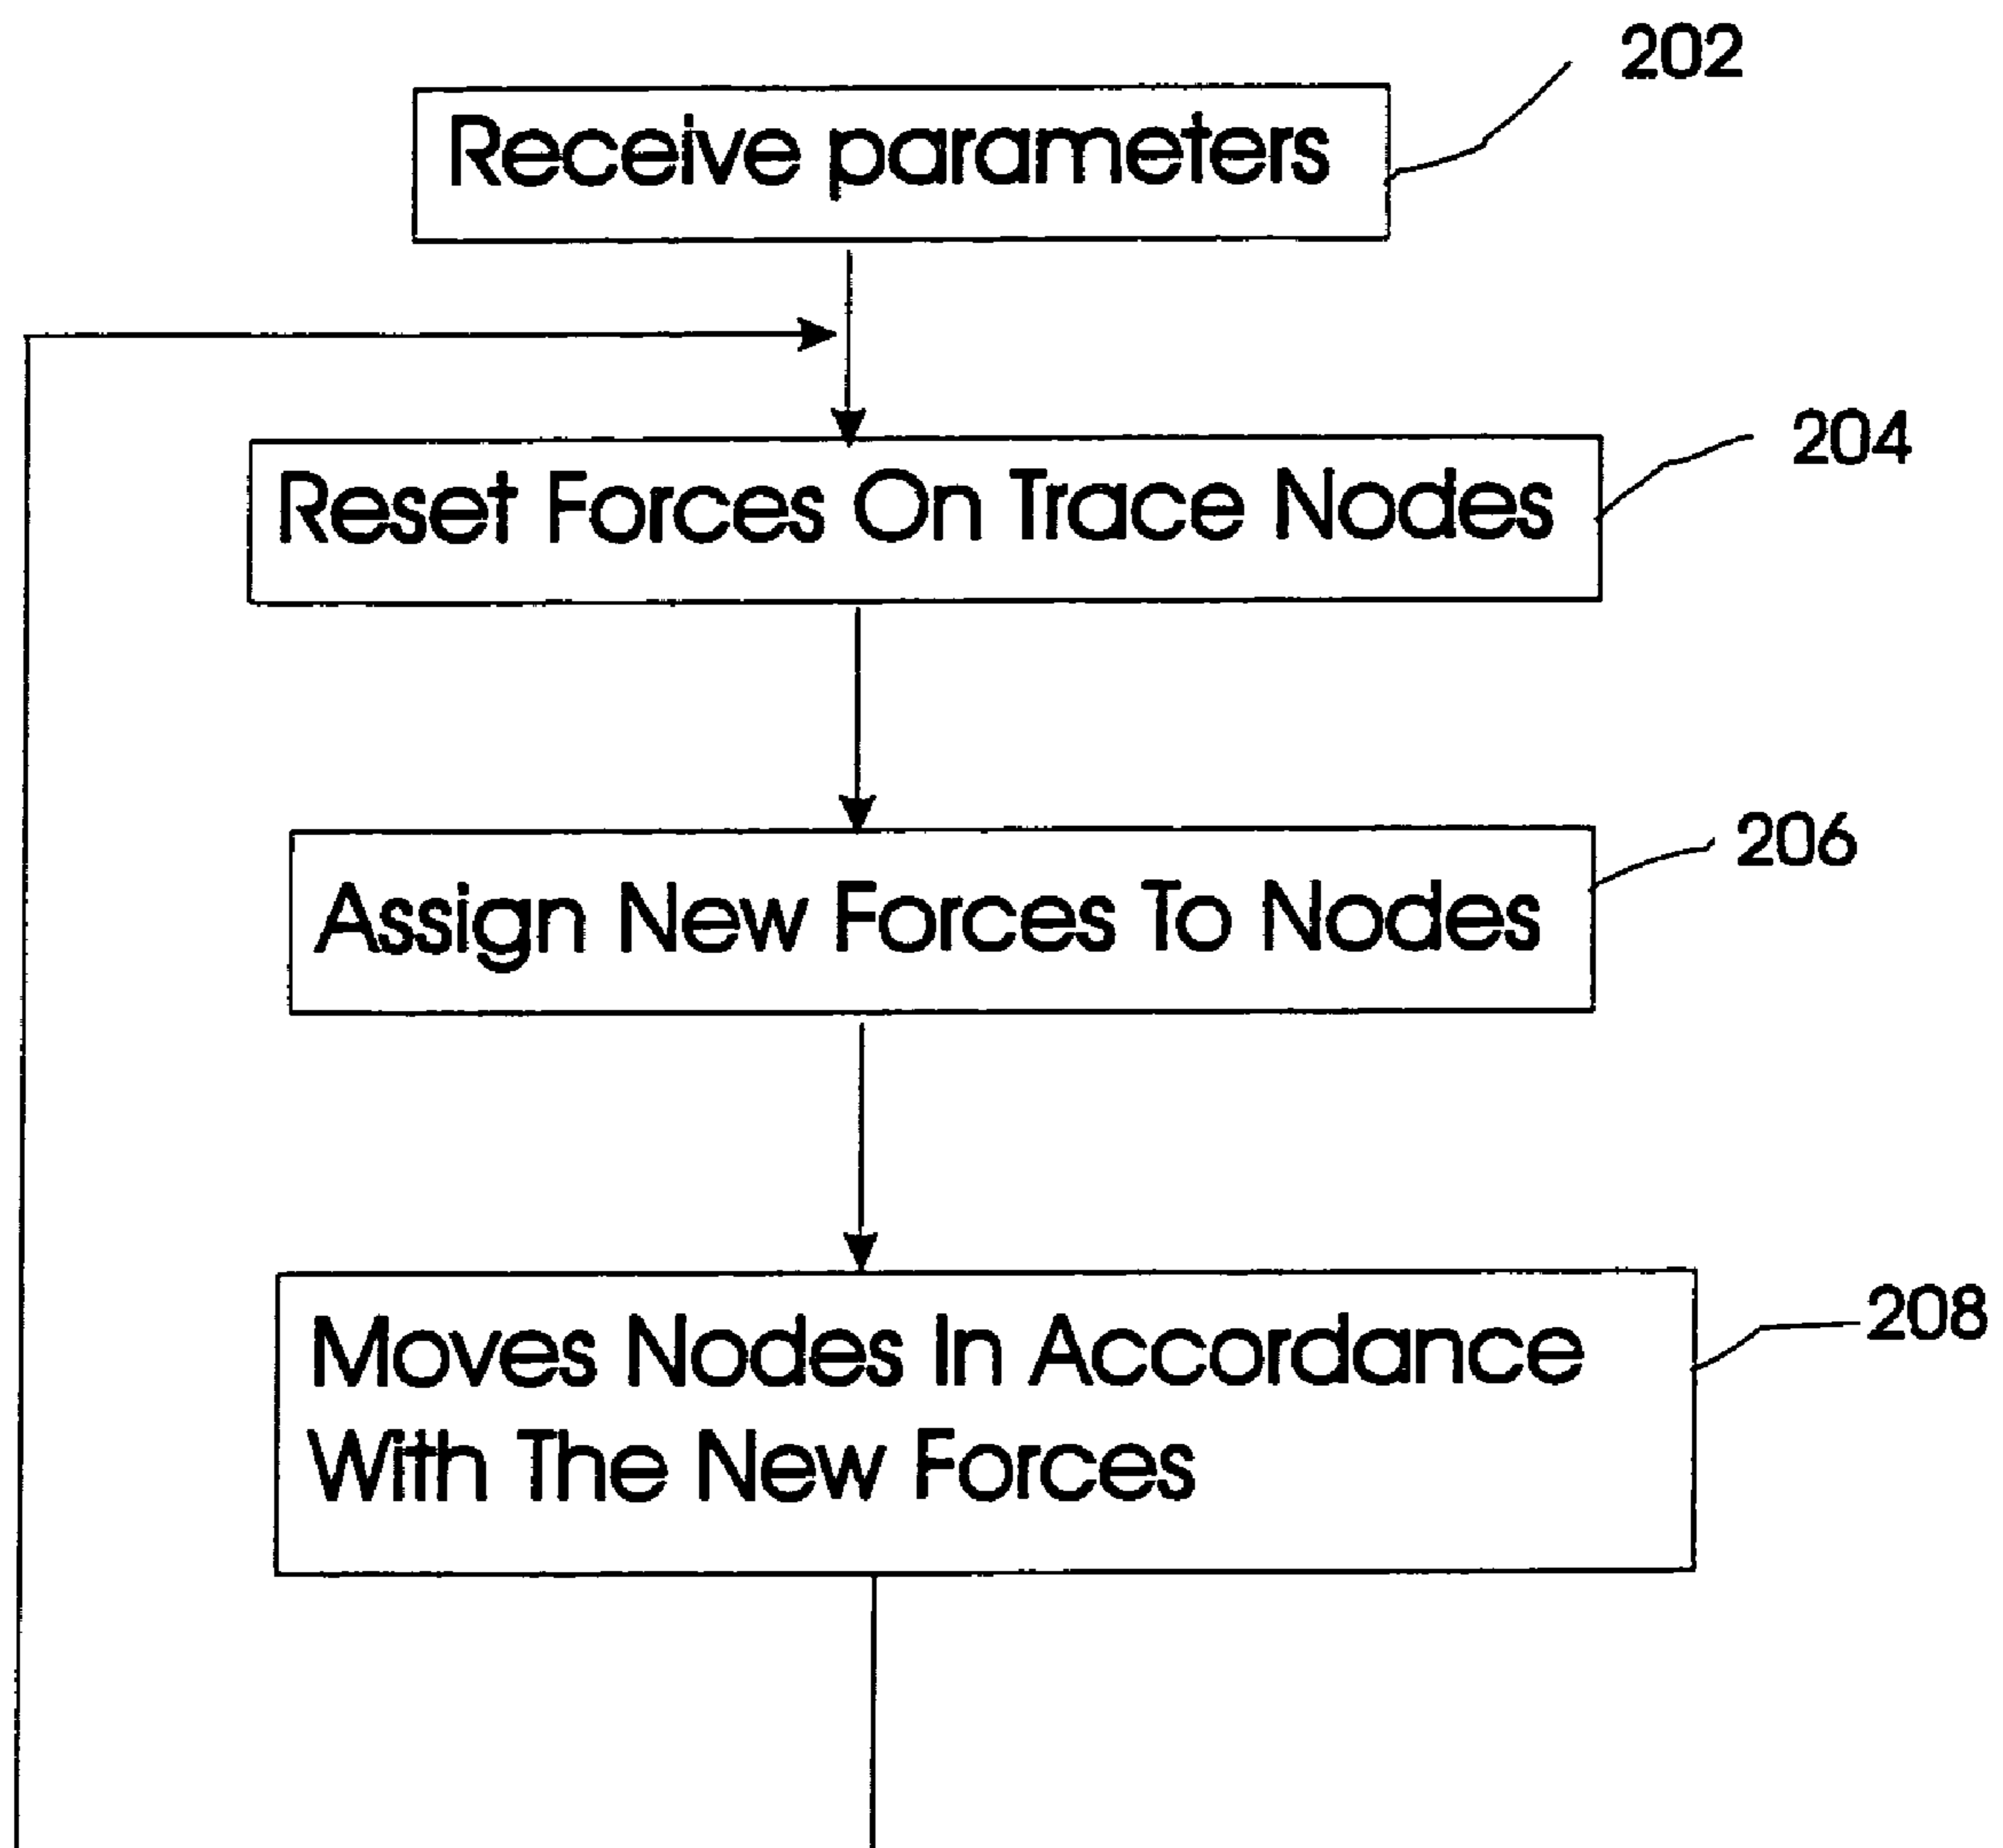 202
Receive parameters
204
Reset Forces On Trace Nodes
206
Assign New Forces To Nodes
208
Moves Nodes In Accordance
With The New Forces